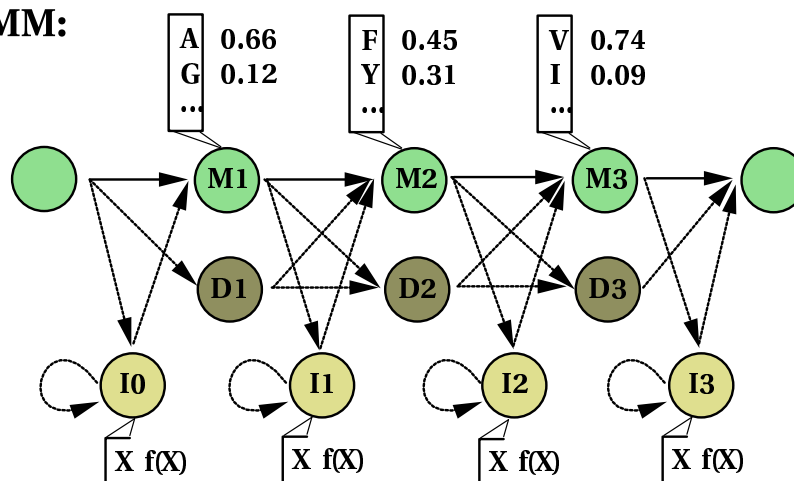 MM:
A 0.66
G 0.12
...
F 0.45
Y 0.31
...
V 0.74
I 0.09
...
M1 M2 M3
D1 D2 D3
I0 I1 I2 I3
X f(X) X f(X) X f(X) X f(X)